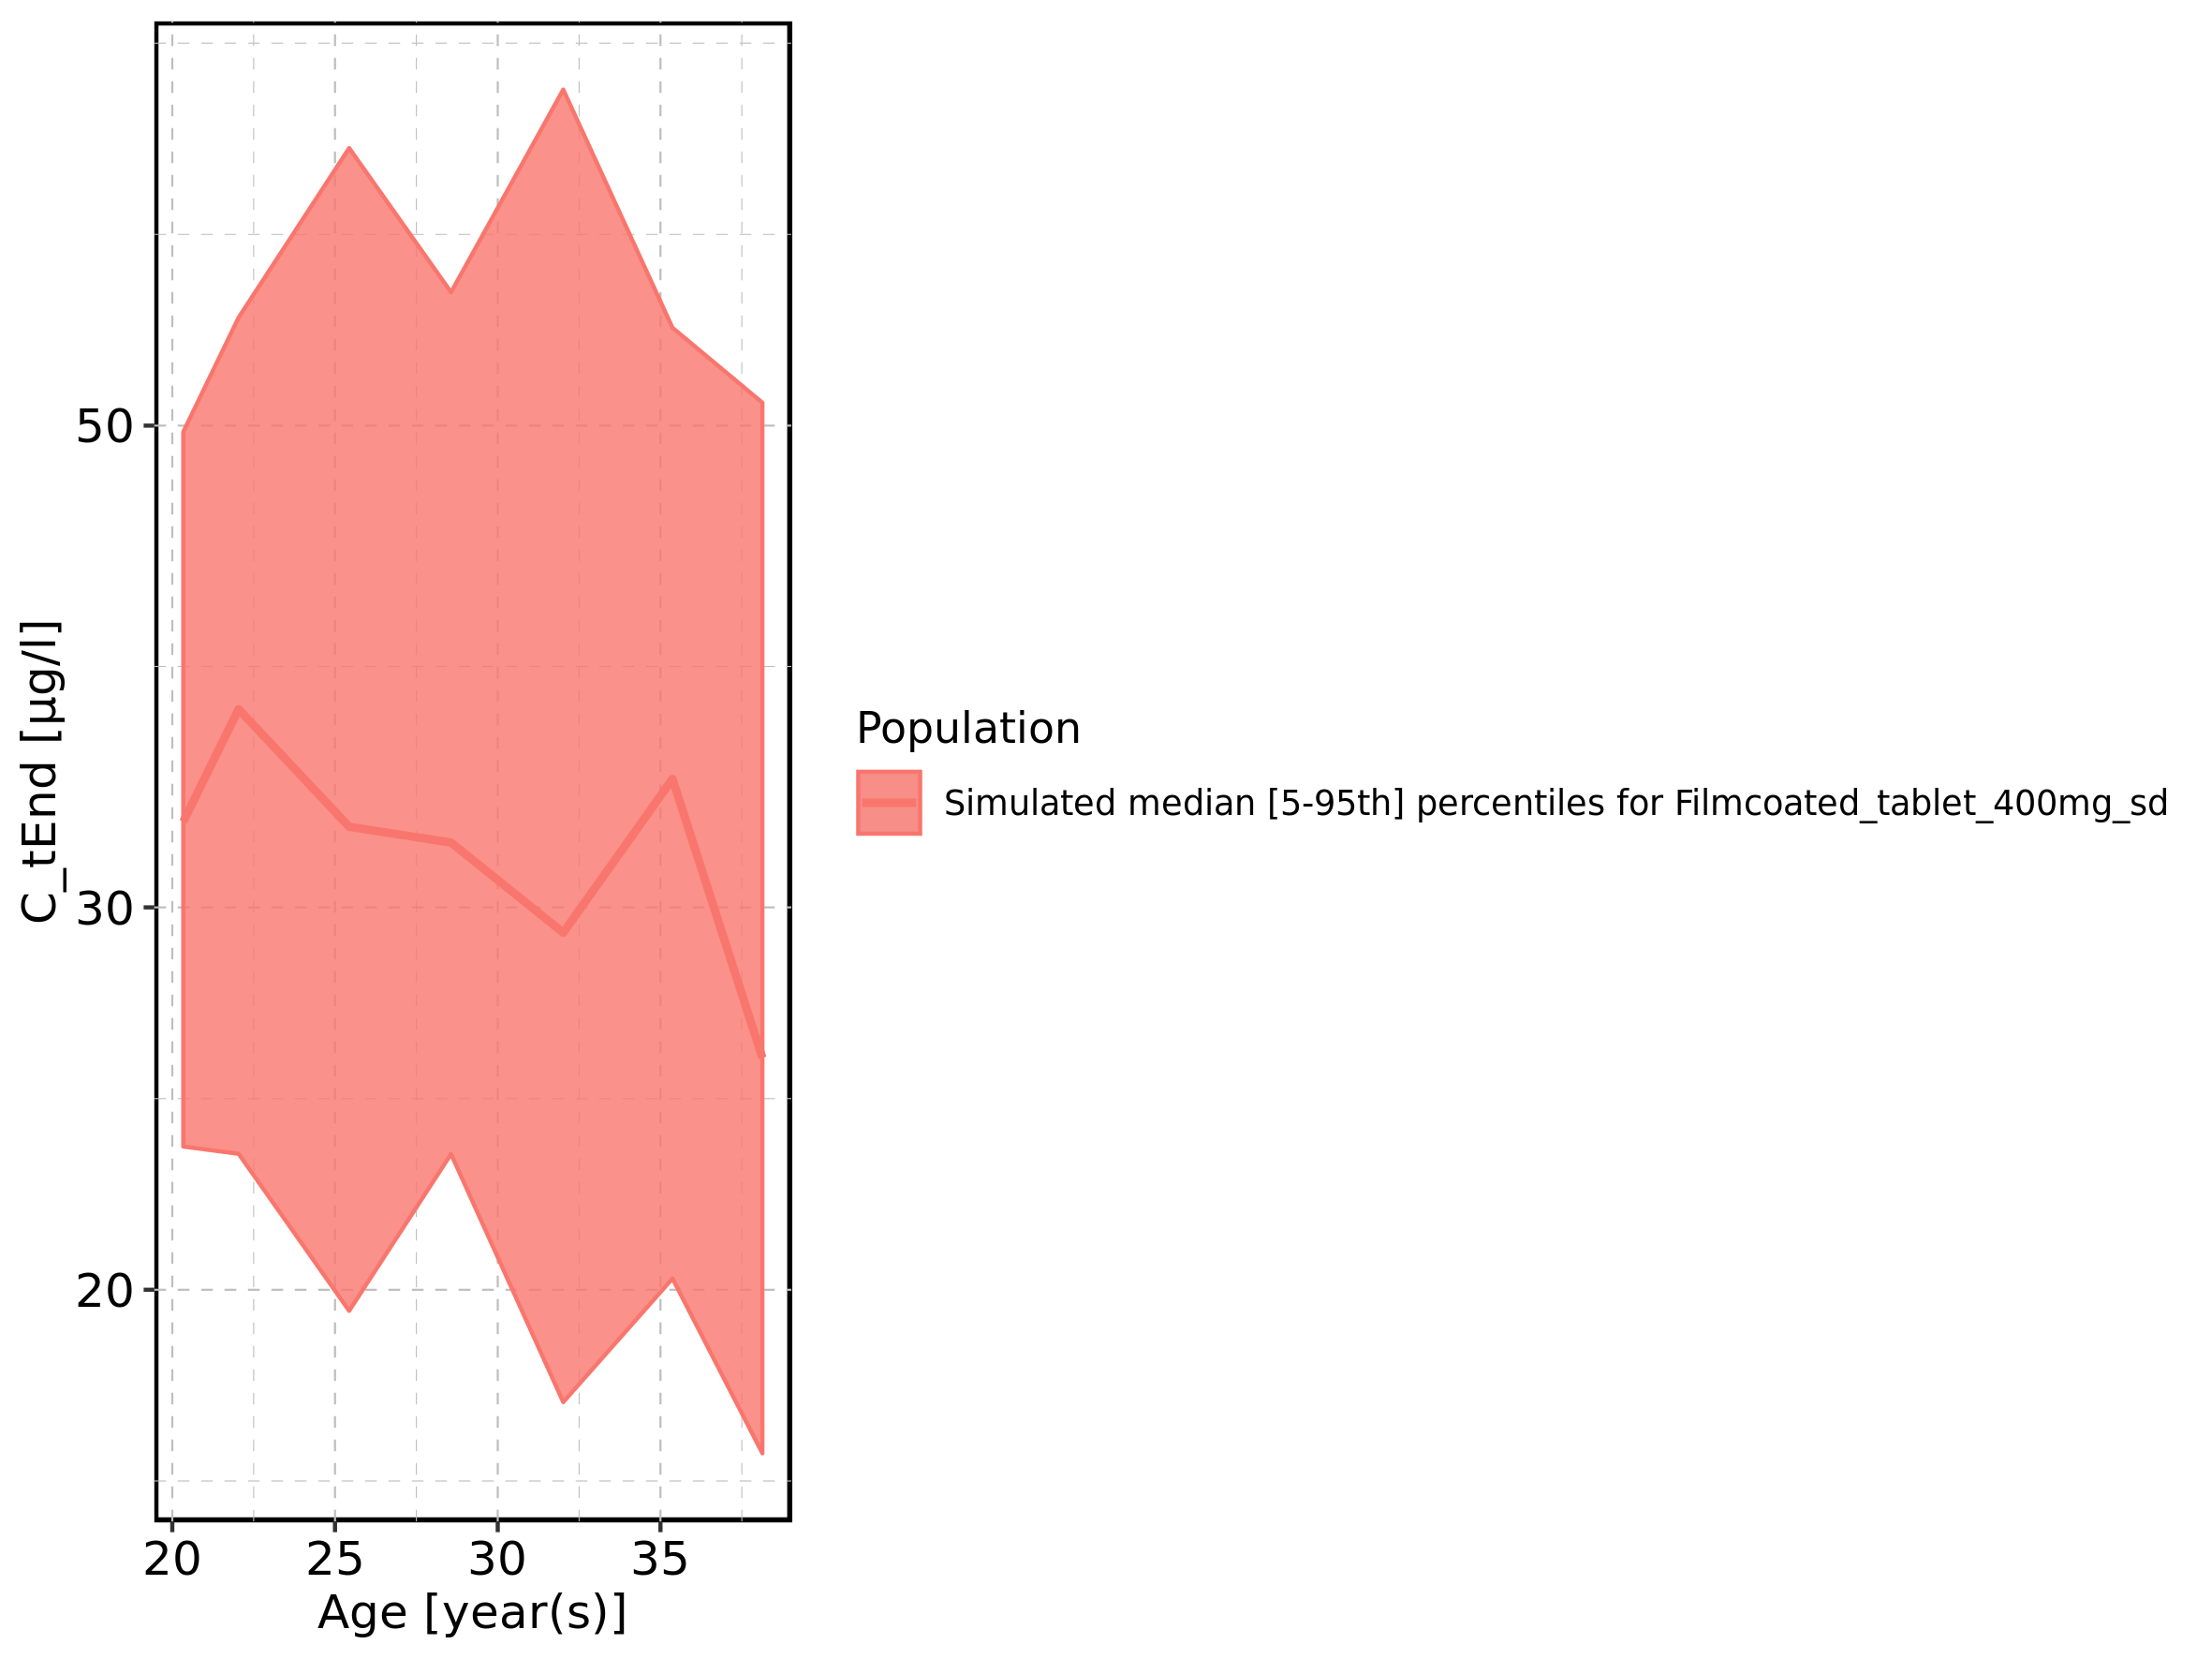 C_tEnd [µg/l]
50
30
20
20 25 30 35
Age [year(s)]
Population
Simulated median [5-95th] percentiles for Filmcoated_tablet_400mg_sd